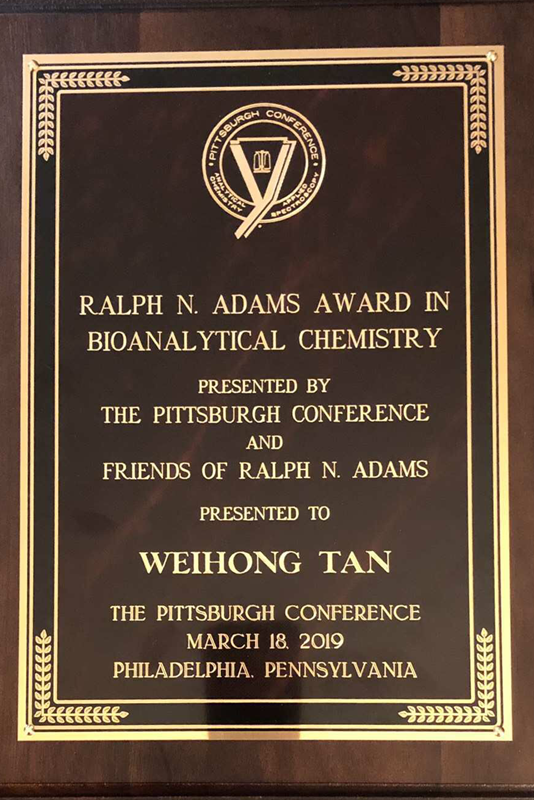 PITTSBURGH CONFERENCE
ANALYTICAL CHEMISTRY
APPLIED SPECTROSCOPY
RALPH N. ADAMS AWARD IN
BIOANALYTICAL CHEMISTRY
PRESENTED BY
THE PITTSBURGH CONFERENCE
AND
FRIENDS OF RALPH N. ADAMS
PRESENTED TO
WEIHONG TAN
THE PITTSBURGH CONFERENCE
MARCH 18, 2019
PHILADELPHIA, PENNSYLVANIA